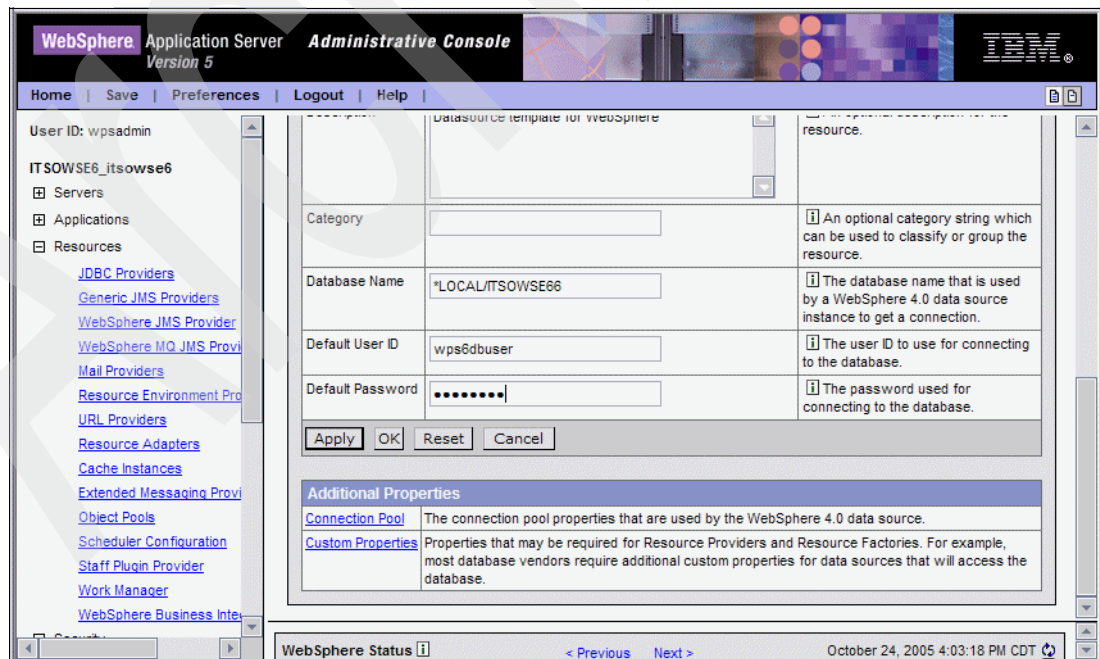 WebSphere Application Server Administrative Console
Version 5
IBM®
Home | Save | Preferences | Logout | Help |
User ID: wpsadmin
ITSOWSE6_itsowse6
Servers
Applications
Resources
JDBC Providers
Generic JMS Providers
WebSphere JMS Provider
WebSphere MQ JMS Provi
Mail Providers
Resource Environment Pro
URL Providers
Resource Adapters
Cache Instances
Extended Messaging Provi
Object Pools
Scheduler Configuration
Staff Plugin Provider
Work Manager
WebSphere Business Inte
Datasource template for WebSphere
resource.
Category
An optional category string which
can be used to classify or group the
resource.
Database Name
*LOCAL/ITSOWSE66
The database name that is used
by a WebSphere 4.0 data source
instance to get a connection.
Default User ID
wps6dbuser
The user ID to use for connecting
to the database.
Default Password
••••••••
The password used for
connecting to the database.
Apply OK Reset Cancel
Additional Properties
Connection Pool
The connection pool properties that are used by the WebSphere 4.0 data source.
Custom Properties
Properties that may be required for Resource Providers and Resource Factories. For example,
most database vendors require additional custom properties for data sources that will access the
database.
WebSphere Status < Previous Next > October 24, 2005 4:03:18 PM CDT